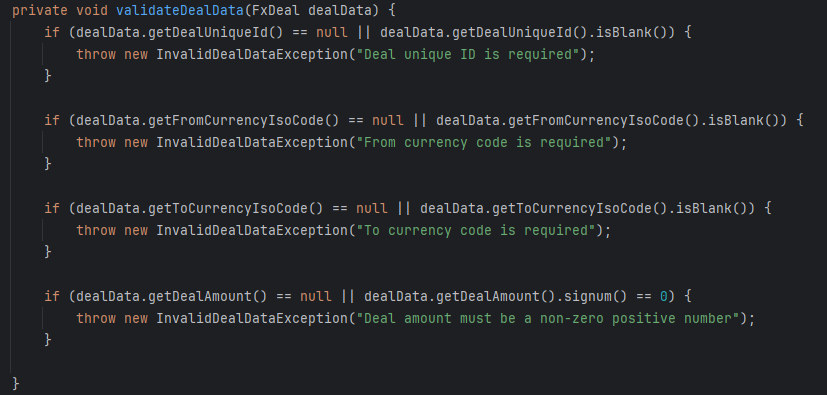 private void validateDealData(FxDeal dealData) {
    if (dealData.getDealUniqueId() == null || dealData.getDealUniqueId().isBlank()) {
        throw new InvalidDealDataException("Deal unique ID is required");
    }

    if (dealData.getFromCurrencyIsoCode() == null || dealData.getFromCurrencyIsoCode().isBlank()) {
        throw new InvalidDealDataException("From currency code is required");
    }

    if (dealData.getToCurrencyIsoCode() == null || dealData.getToCurrencyIsoCode().isBlank()) {
        throw new InvalidDealDataException("To currency code is required");
    }

    if (dealData.getDealAmount() == null || dealData.getDealAmount().signum() == 0) {
        throw new InvalidDealDataException("Deal amount must be a non-zero positive number");
    }

}